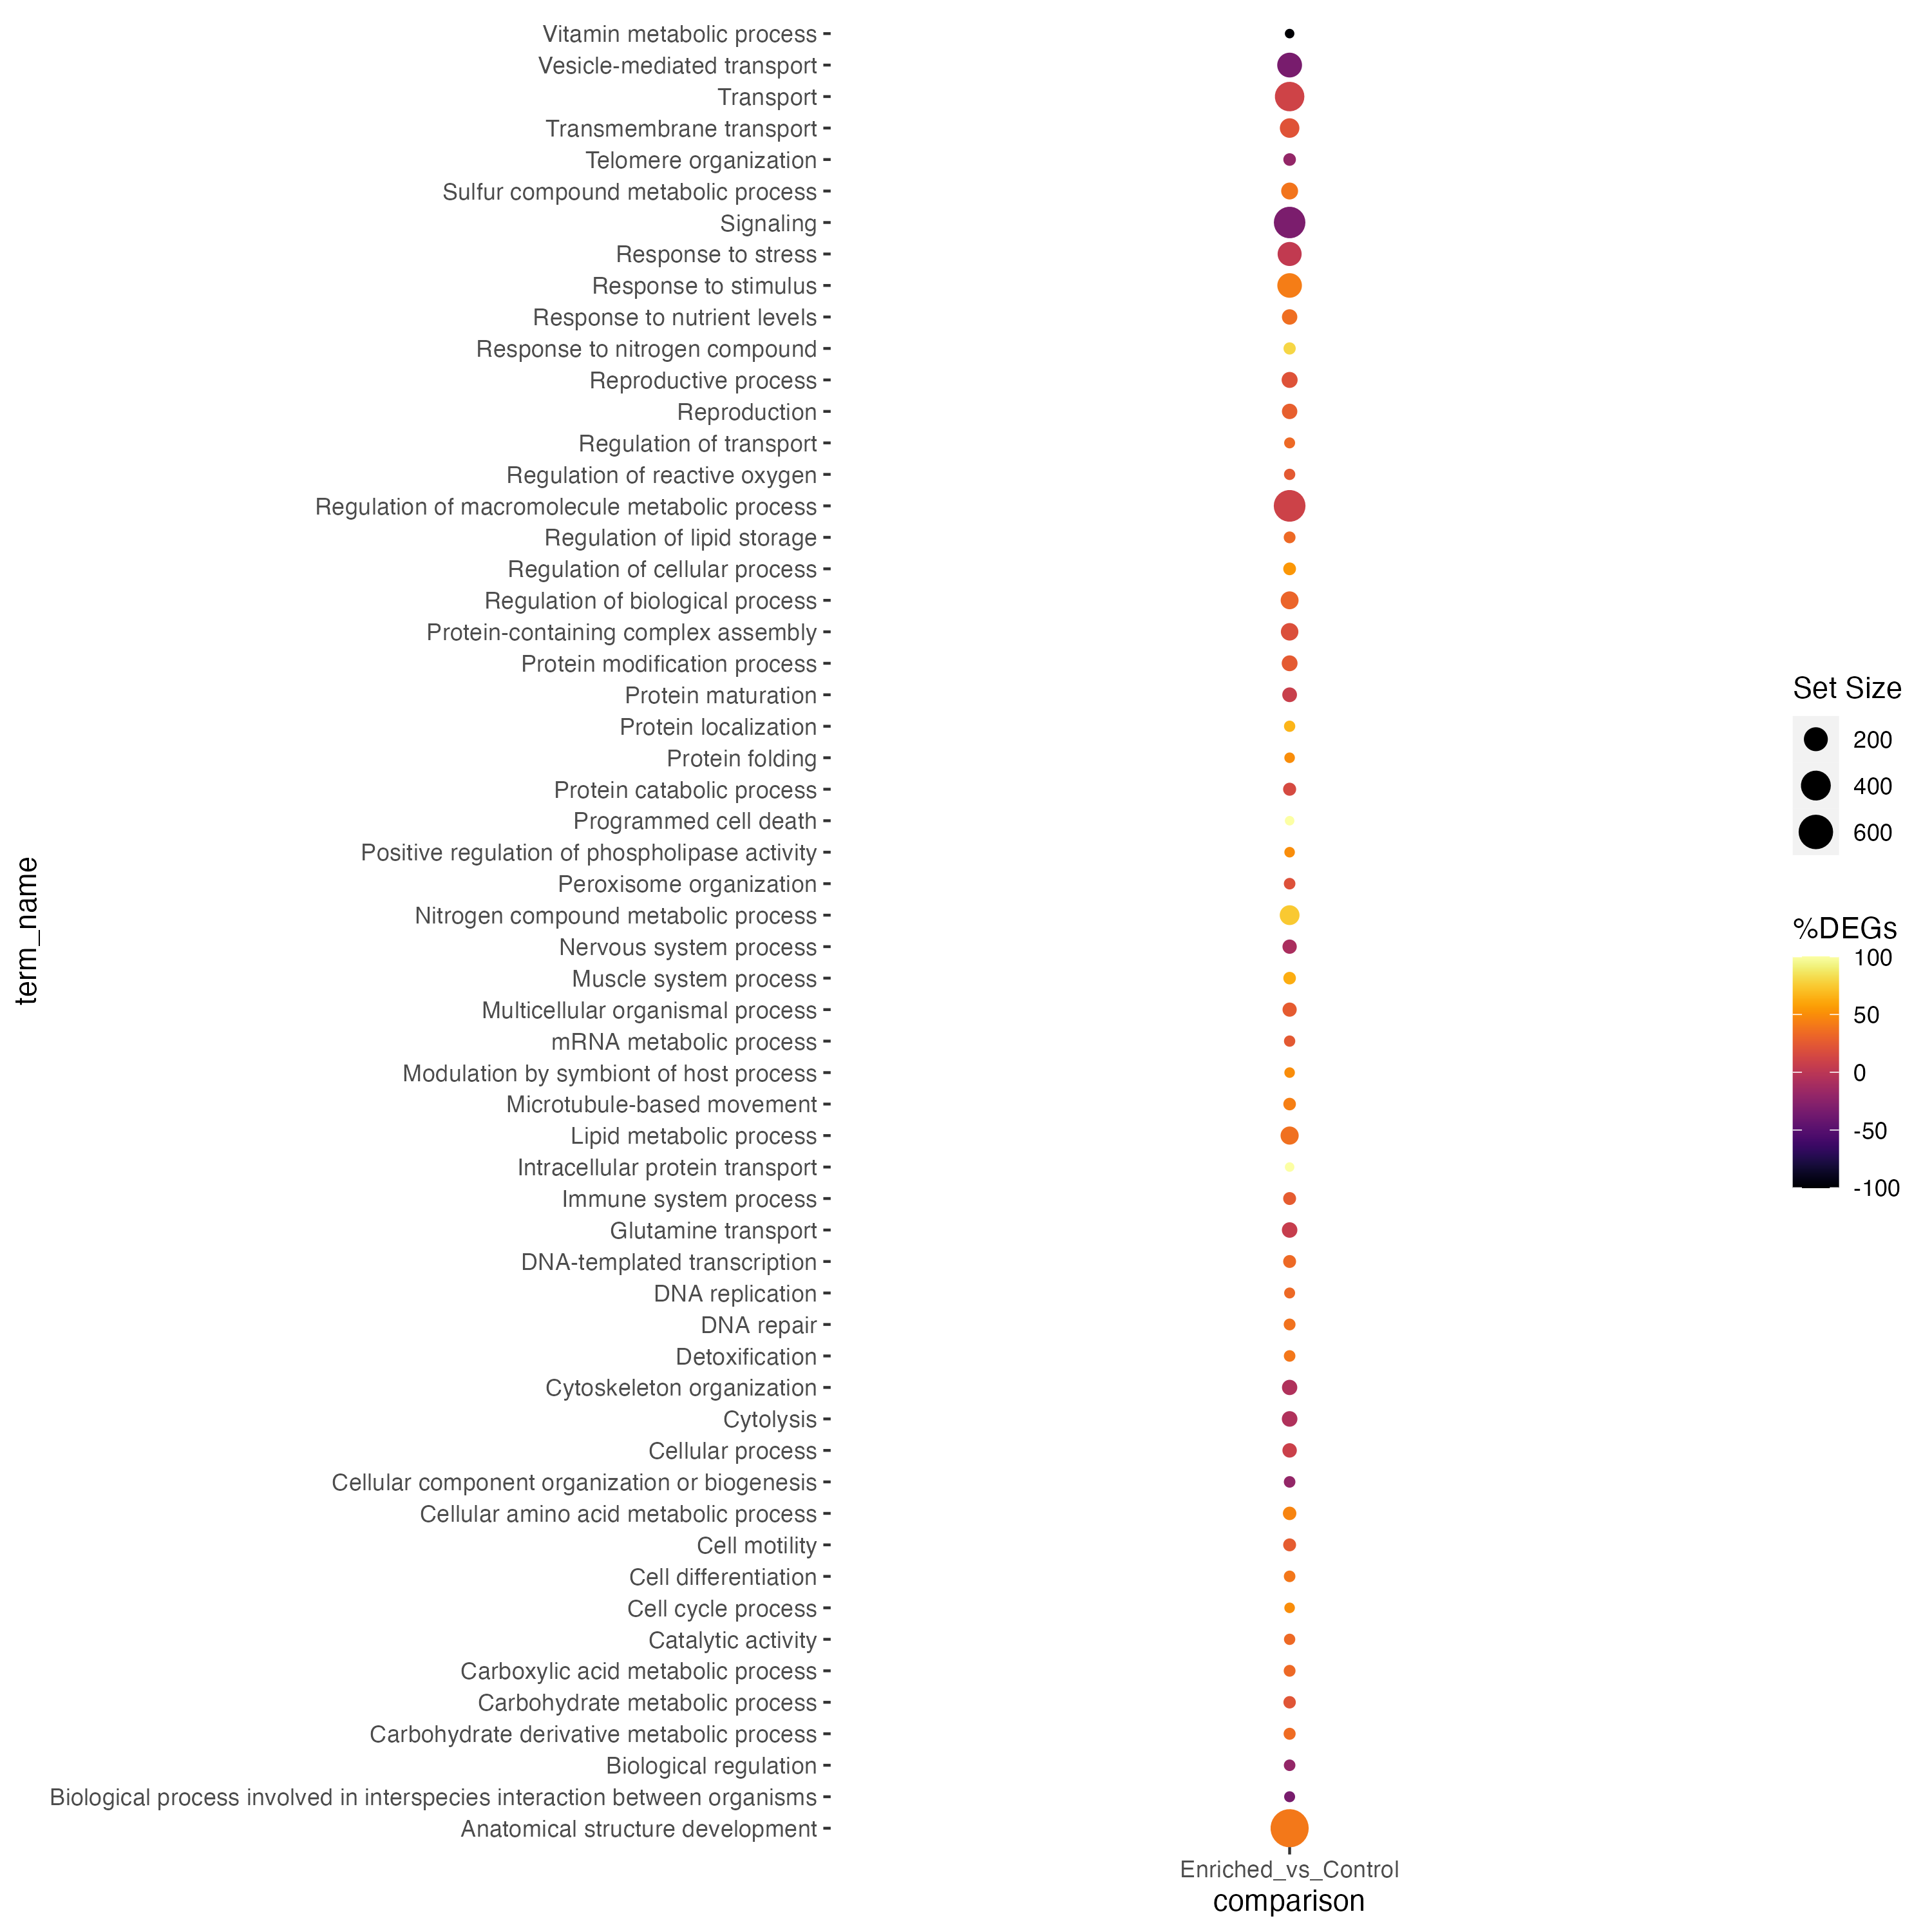 term_name
Vitamin metabolic process
Vesicle-mediated transport
Transport
Transmembrane transport
Telomere organization
Sulfur compound metabolic process
Signaling
Response to stress
Response to stimulus
Response to nutrient levels
Response to nitrogen compound
Reproductive process
Reproduction
Regulation of transport
Regulation of reactive oxygen
Regulation of macromolecule metabolic process
Regulation of lipid storage
Regulation of cellular process
Regulation of biological process
Protein-containing complex assembly
Protein modification process
Protein maturation
Protein localization
Protein folding
Protein catabolic process
Programmed cell death
Positive regulation of phospholipase activity
Peroxisome organization
Nitrogen compound metabolic process
Nervous system process
Muscle system process
Multicellular organismal process
mRNA metabolic process
Modulation by symbiont of host process
Microtubule-based movement
Lipid metabolic process
Intracellular protein transport
Immune system process
Glutamine transport
DNA-templated transcription
DNA replication
DNA repair
Detoxification
Cytoskeleton organization
Cytolysis
Cellular process
Cellular component organization or biogenesis
Cellular amino acid metabolic process
Cell motility
Cell differentiation
Cell cycle process
Catalytic activity
Carboxylic acid metabolic process
Carbohydrate metabolic process
Carbohydrate derivative metabolic process
Biological regulation
Biological process involved in interspecies interaction between organisms
Anatomical structure development
Enriched_vs_Control
comparison
Set Size
200
400
600
%DEGs
100
50
0
-50
-100